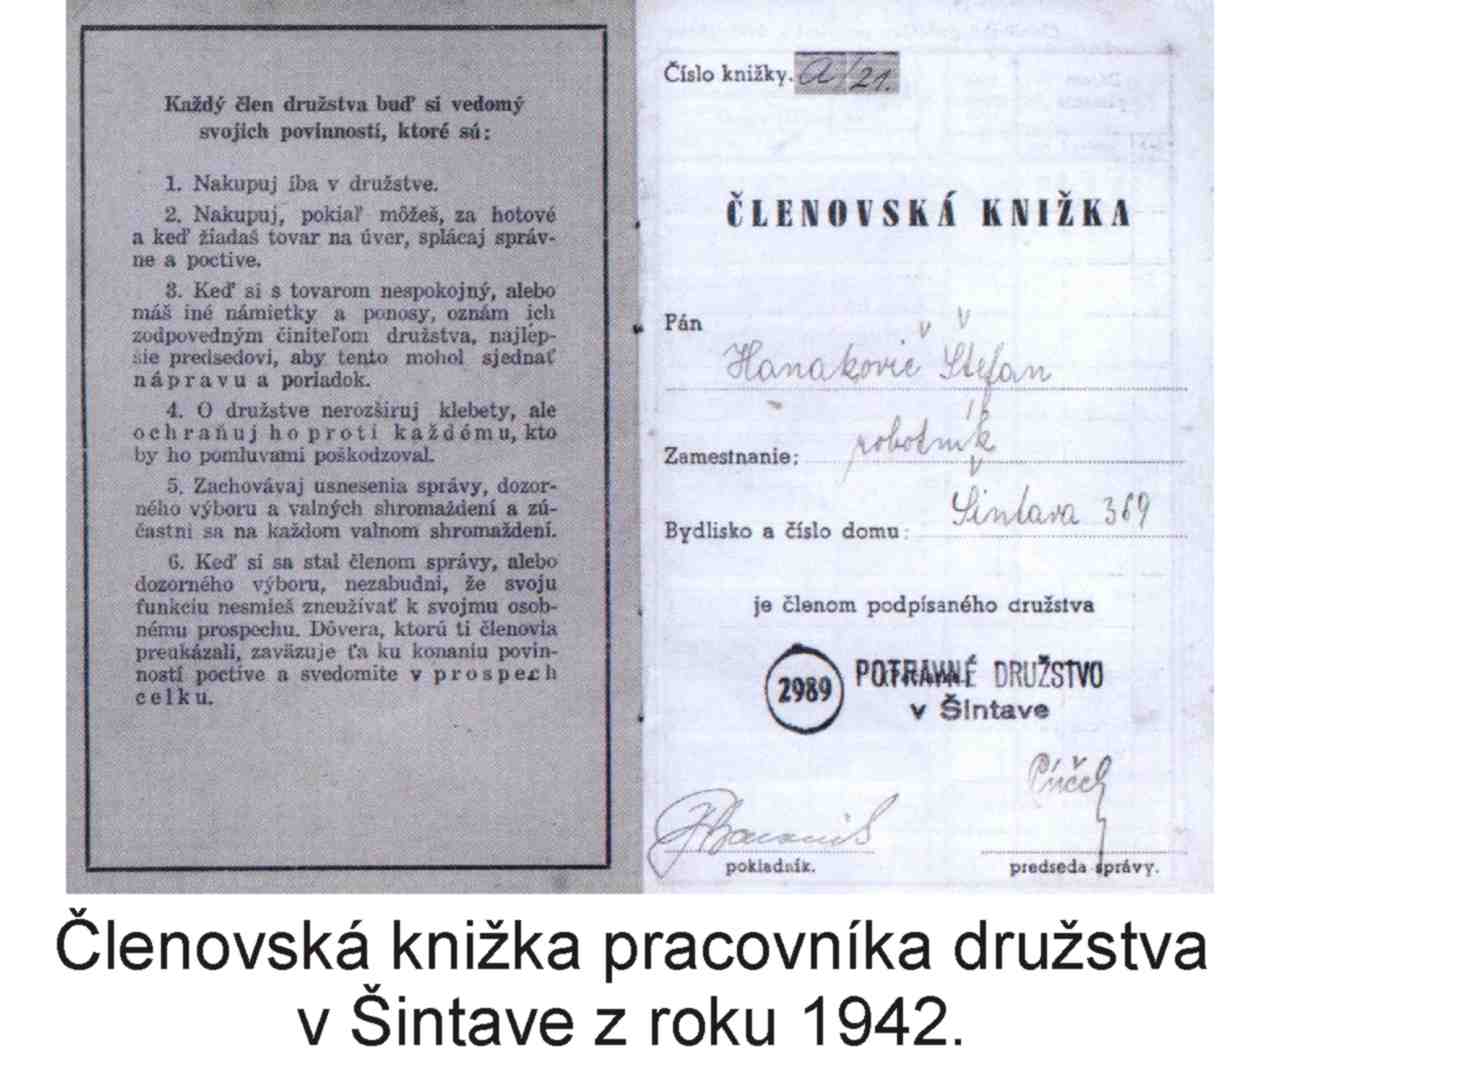 Každý člen družstva buď si vedomý
svojich povinností, ktoré sú:
1. Nakupuj iba v družstve.
2. Nakupuj, pokiaľ môžeš, za hotové
a keď žiadaš tovar na úver, splácaj správ-
ne a poctive.
3. Keď si s tovarom nespokojný, alebo
máš iné námietky a ponosy, oznám ich
zodpovedným činiteľom družstva, najlep-
šie predsedovi, aby tento mohol sjednať
nápravu a poriadok.
4. O družstve nerozširuj klebety, ale
ochraňuj ho proti každému, kto
by ho pomluvami poškodzoval.
5. Zachovávaj usnesenia správy, dozor-
ného výboru a valných shromaždení a zú-
častni sa na každom valnom shromaždení.
6. Keď si sa stal členom správy, alebo
dozorného výboru, nezabudni, že svoju
funkciu nesmieš zneužívať k svojmu osob-
nému prospechu. Dôvera, ktorú ti členovia
preukázali, zaväzuje ťa ku konaniu povin-
ností poctive a svedomite v prospech
celku.
Číslo knižky. A/21.
ČLENOVSKÁ KNIŽKA
Pán
Hanakovič Štefan
Zamestnanie: robotník
Bydlisko a číslo domu: Šintava 369
je členom podpísaného družstva
2989 POTRAVNÉ DRUŽSTVO
v Šintave
pokladník.
predseda správy.
Členovská knižka pracovníka družstva
v Šintave z roku 1942.